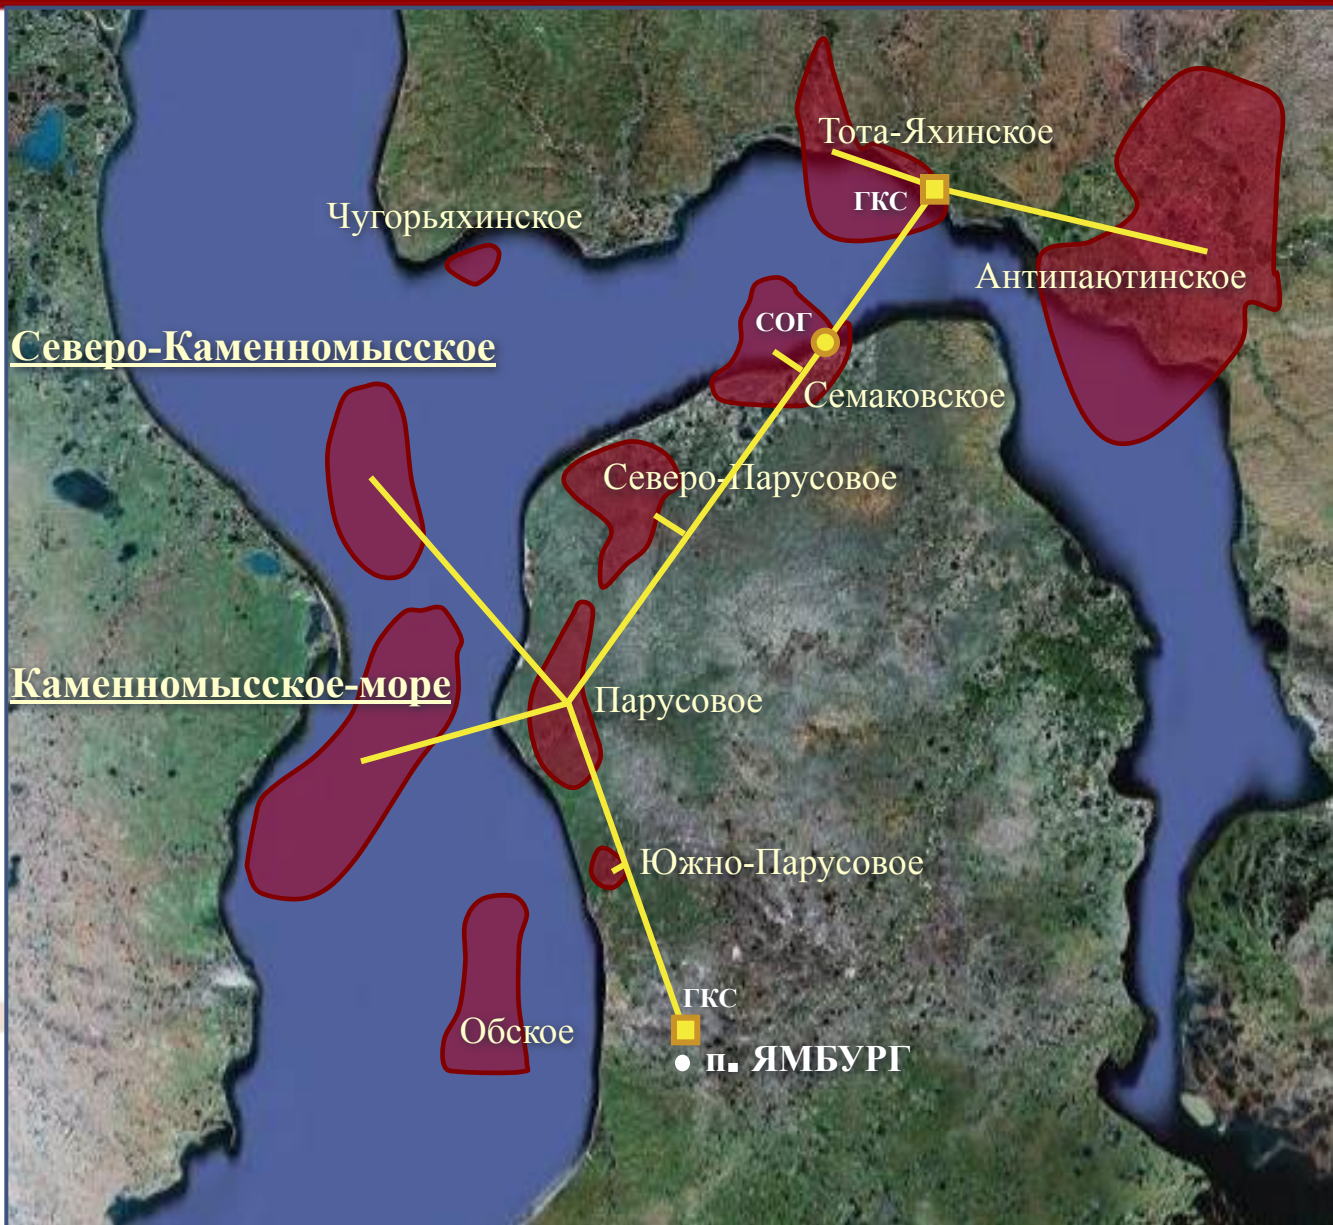 Тота-Яхинское
ГКС
Чугорьяхинское
Антипаютинское
СОГ
Северо-Каменномысское
Семаковское
Северо-Парусовое
Каменномысское-море
Парусовое
Южно-Парусовое
ГКС
Обское
п. ЯМБУРГ